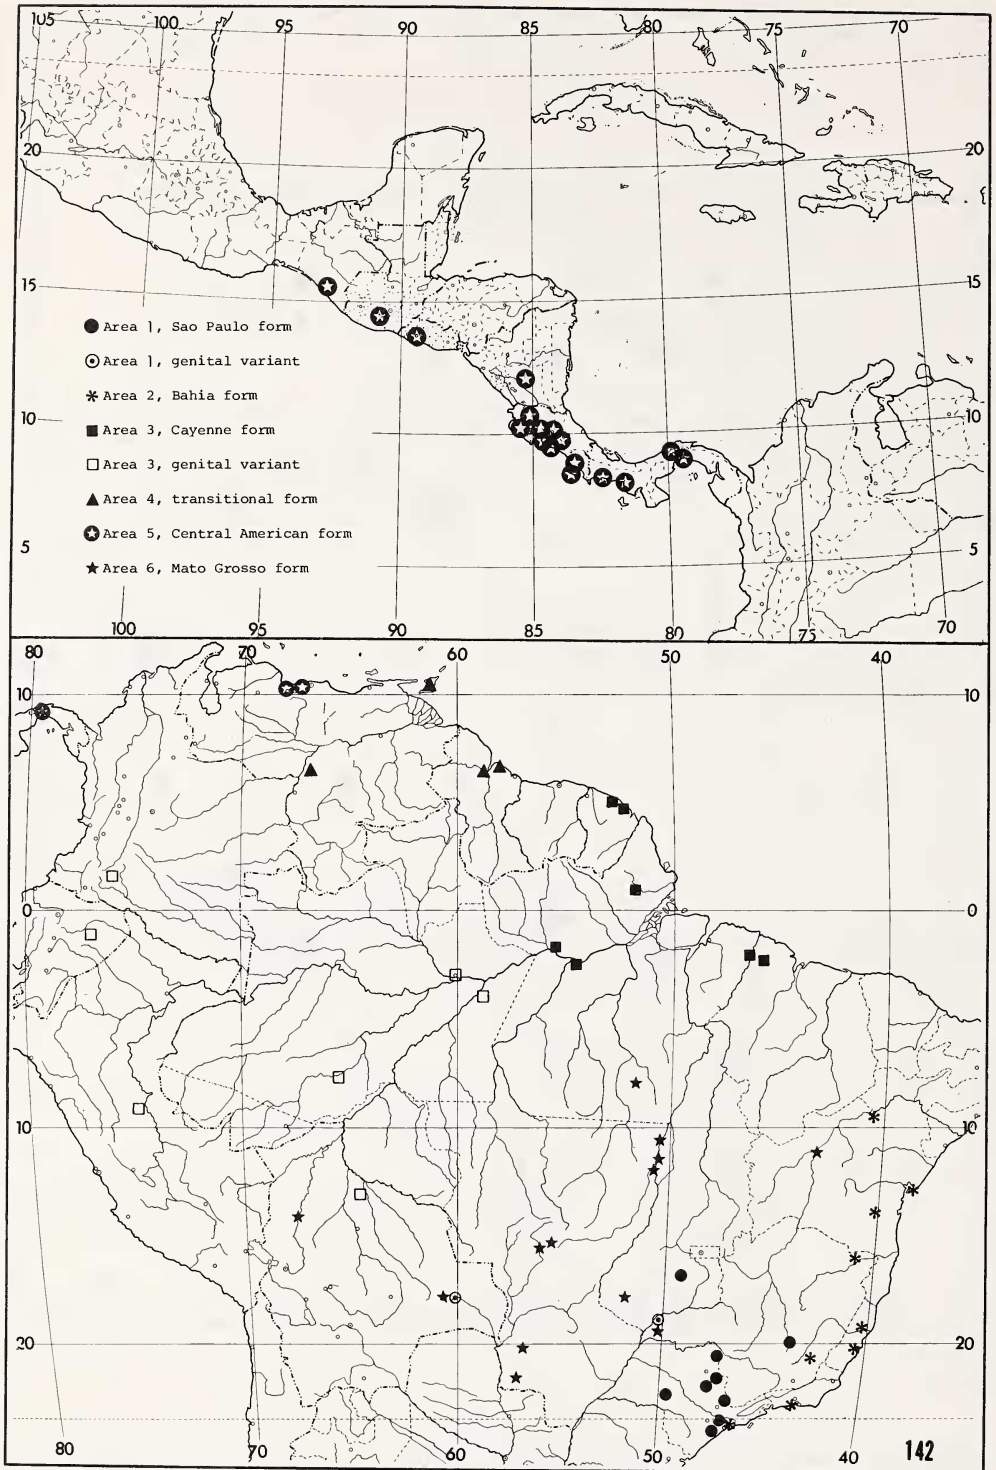 105 100 95 90 85 80 75 70
20 20
15 15
● Area 1, Sao Paulo form
⊙ Area 1, genital variant
* Area 2, Bahia form
10 10
■ Area 3, Cayenne form
□ Area 3, genital variant
▲ Area 4, transitional form
✪ Area 5, Central American form
5 5
★ Area 6, Mato Grosso form
100 95 90 85 80 75 70
80 70 60 50 40
10 10
0 0
10 10
20 20
80 70 60 50 40
142